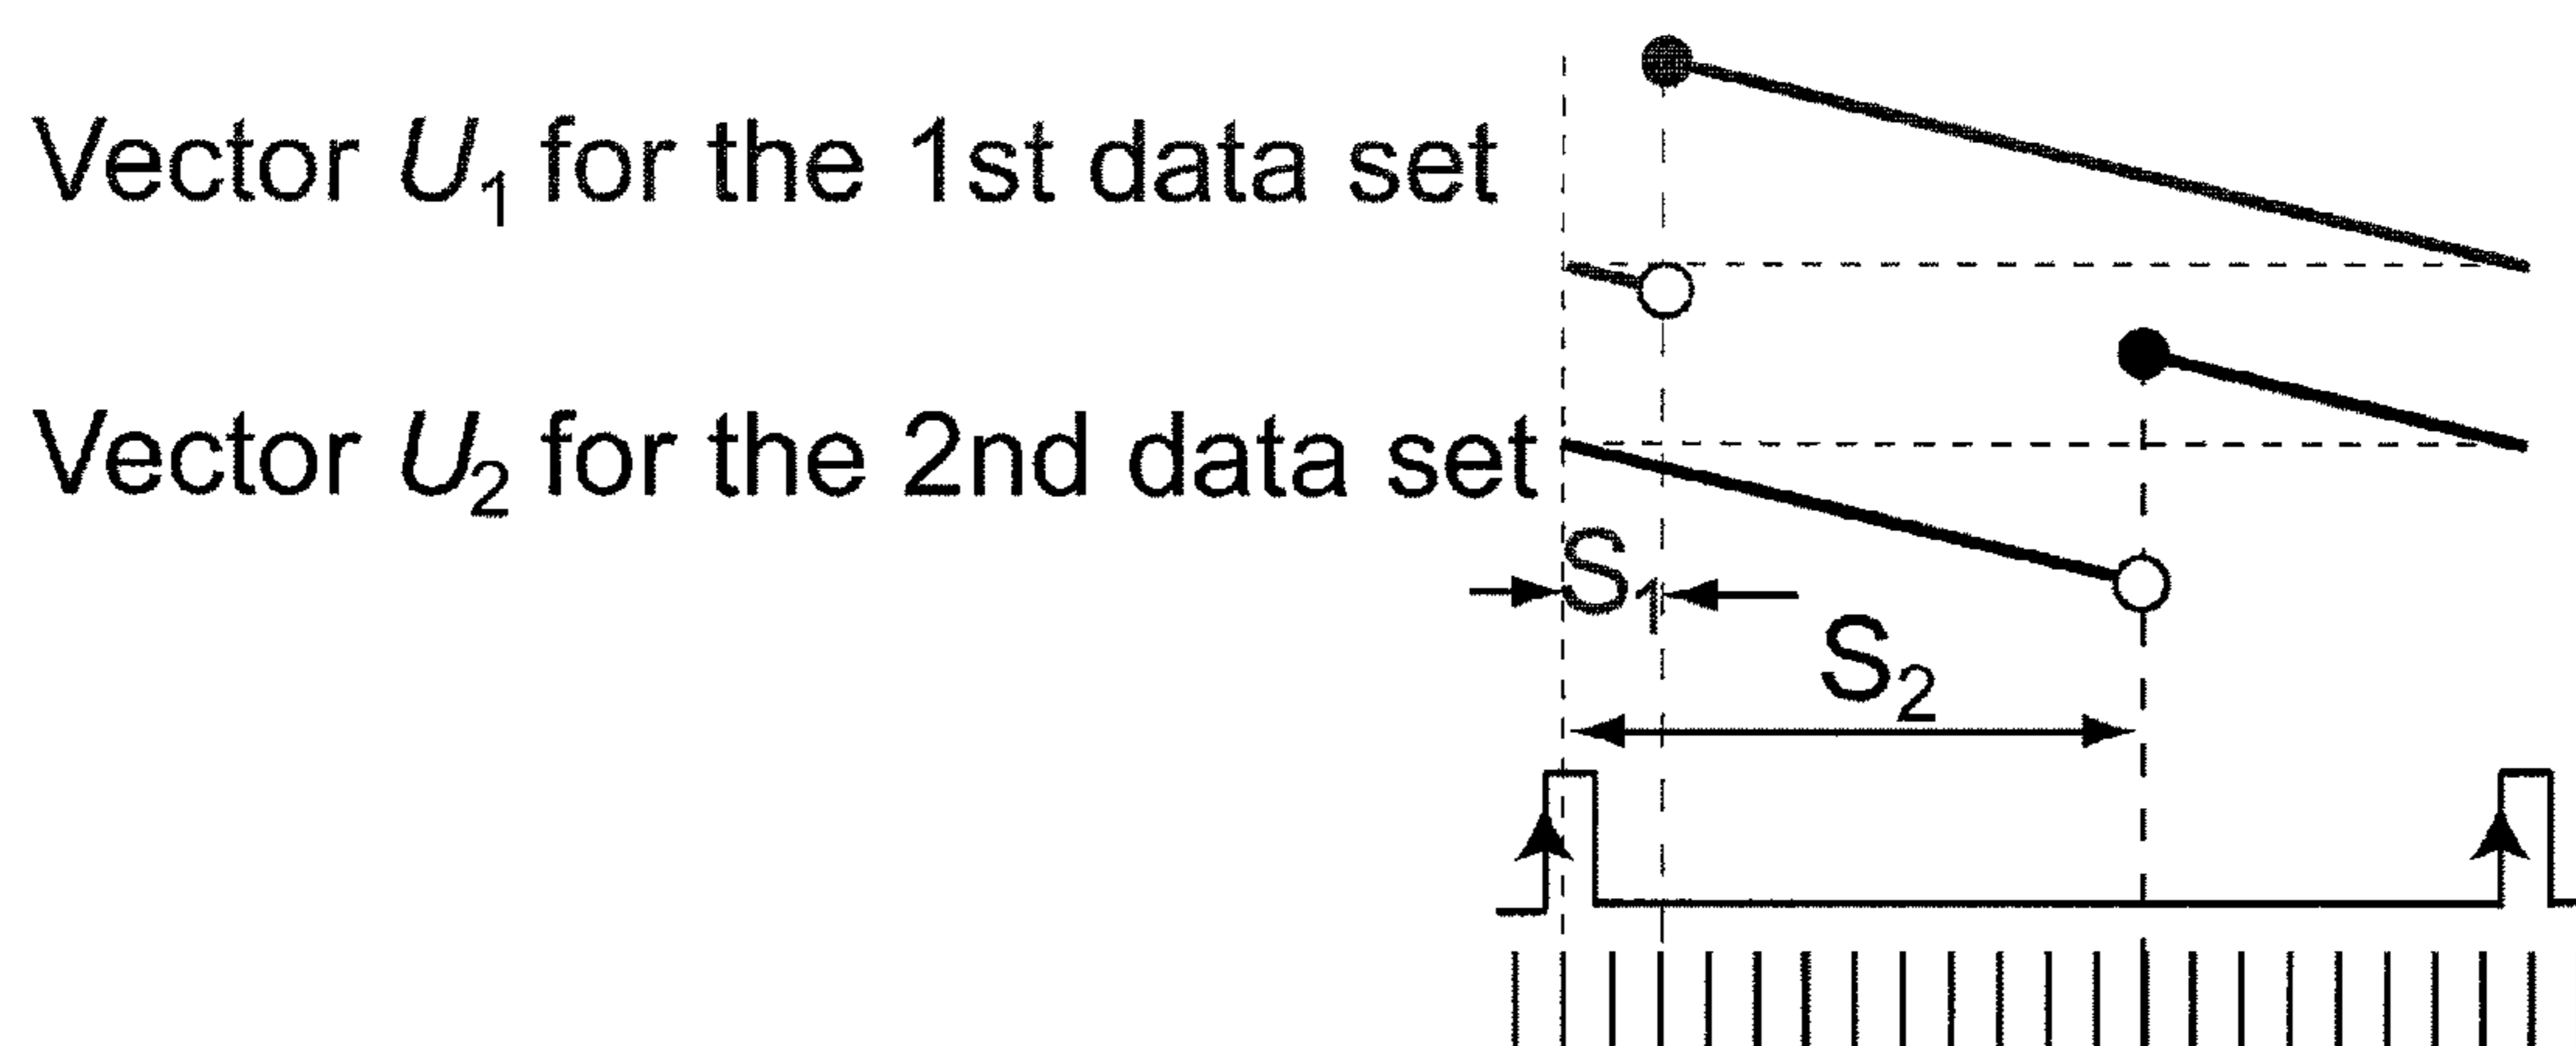 Vector U₁ for the 1st data set
Vector U₂ for the 2nd data set
S₁
S₂